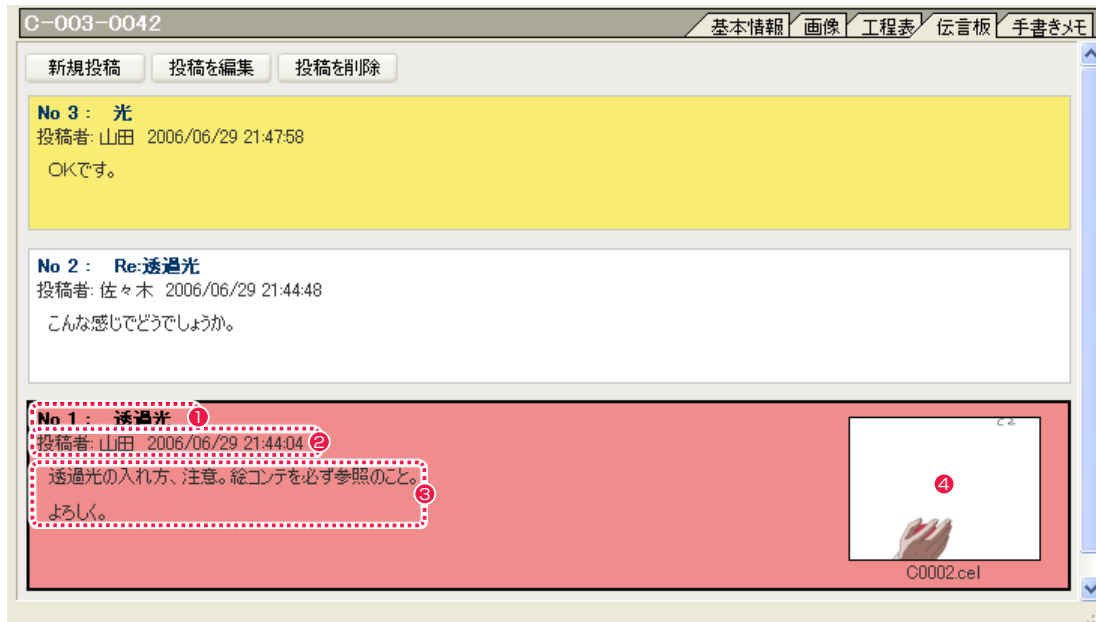 C-003-0042
基本情報 画像 工程表 伝言板 手書きメモ
新規投稿 投稿を編集 投稿を削除
No 3 : 光
投稿者: 山田 2006/06/29 21:47:58
OKです。
No 2 : Re:透過光
投稿者: 佐々木 2006/06/29 21:44:48
こんな感じでどうでしょうか。
No 1 : 透過光 ❶
投稿者: 山田 2006/06/29 21:44:04 ❷
透過光の入れ方、注意。絵コンテを必ず参照のこと。
❸
よろしく。
❹
C0002.cel